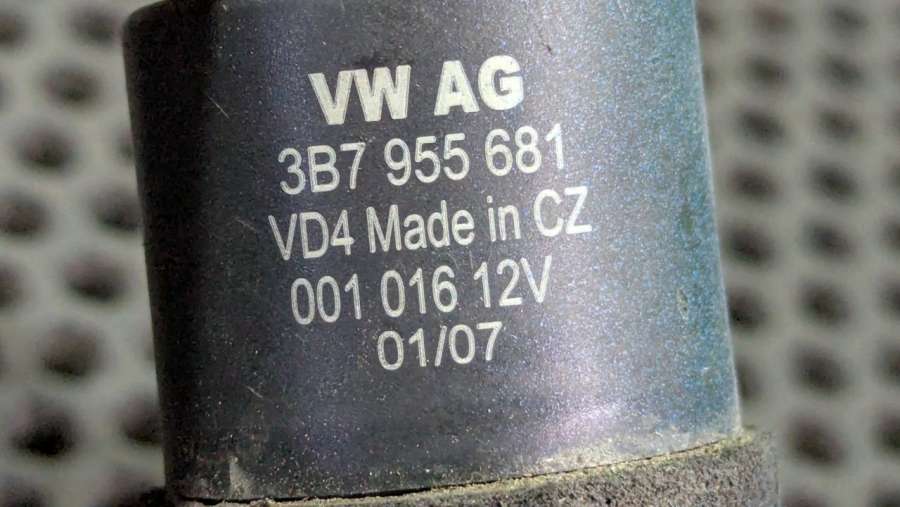 VW AG
3B7 955 681
VD4 Made in CZ
001 016 12V
01/07